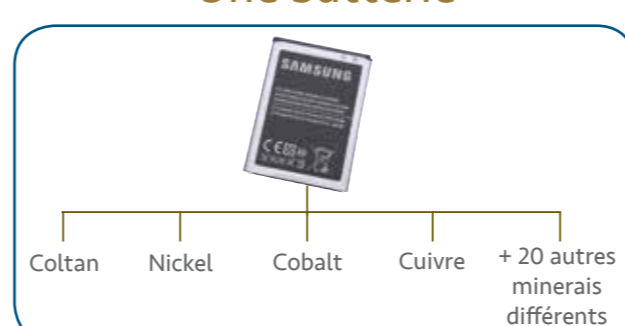 Une batterie
SAMSUNG
Coltan
Nickel
Cobalt
Cuivre
+ 20 autres
minerais
différents